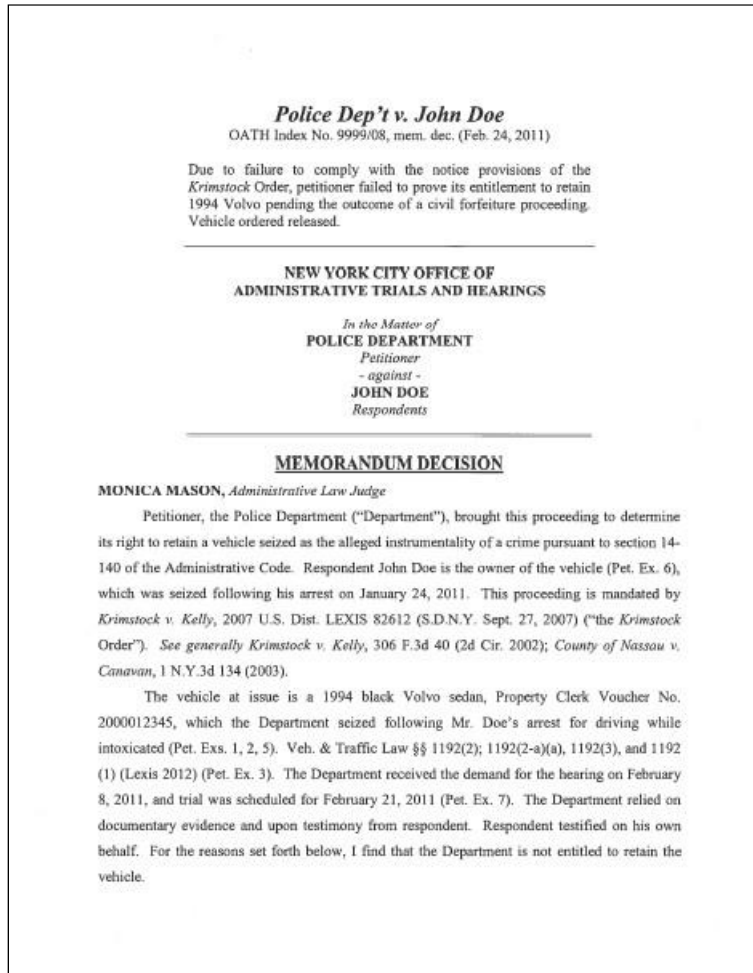 Police Dep't v. John Doe
OATH Index No. 9999/08, mem. dec. (Feb. 24, 2011)
Due to failure to comply with the notice provisions of the
Krimstock Order, petitioner failed to prove its entitlement to retain
1994 Volvo pending the outcome of a civil forfeiture proceeding.
Vehicle ordered released.
NEW YORK CITY OFFICE OF
ADMINISTRATIVE TRIALS AND HEARINGS
In the Matter of
POLICE DEPARTMENT
Petitioner
- against -
JOHN DOE
Respondents
MEMORANDUM DECISION
MONICA MASON, Administrative Law Judge
Petitioner, the Police Department ("Department"), brought this proceeding to determine
its right to retain a vehicle seized as the alleged instrumentality of a crime pursuant to section 14-
140 of the Administrative Code. Respondent John Doe is the owner of the vehicle (Pet. Ex. 6),
which was seized following his arrest on January 24, 2011. This proceeding is mandated by
Krimstock v. Kelly, 2007 U.S. Dist. LEXIS 82612 (S.D.N.Y. Sept. 27, 2007) ("the Krimstock
Order"). See generally Krimstock v. Kelly, 306 F.3d 40 (2d Cir. 2002); County of Nassau v.
Canavan, 1 N.Y.3d 134 (2003).
The vehicle at issue is a 1994 black Volvo sedan, Property Clerk Voucher No.
2000012345, which the Department seized following Mr. Doe's arrest for driving while
intoxicated (Pet. Exs. 1, 2, 5). Veh. & Traffic Law §§ 1192(2); 1192(2-a)(a), 1192(3), and 1192
(1) (Lexis 2012) (Pet. Ex. 3). The Department received the demand for the hearing on February
8, 2011, and trial was scheduled for February 21, 2011 (Pet. Ex. 7). The Department relied on
documentary evidence and upon testimony from respondent. Respondent testified on his own
behalf. For the reasons set forth below, I find that the Department is not entitled to retain the
vehicle.